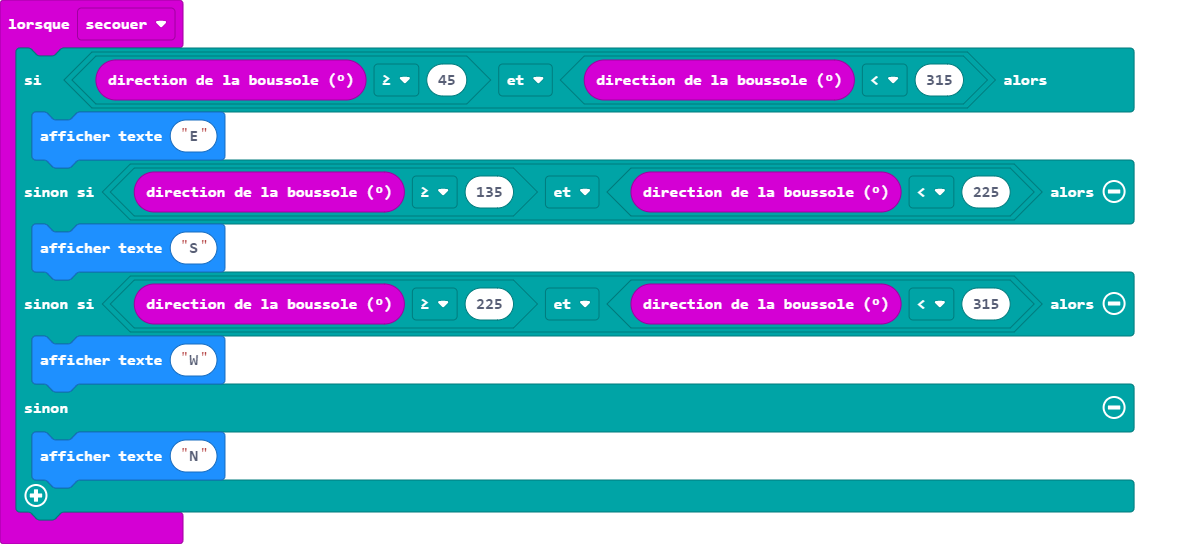 lorsque secouer
si direction de la boussole (°) ≥ 45 et direction de la boussole (°) < 315 alors
afficher texte "E"
sinon si direction de la boussole (°) ≥ 135 et direction de la boussole (°) < 225 alors
afficher texte "S"
sinon si direction de la boussole (°) ≥ 225 et direction de la boussole (°) < 315 alors
afficher texte "W"
sinon
afficher texte "N"